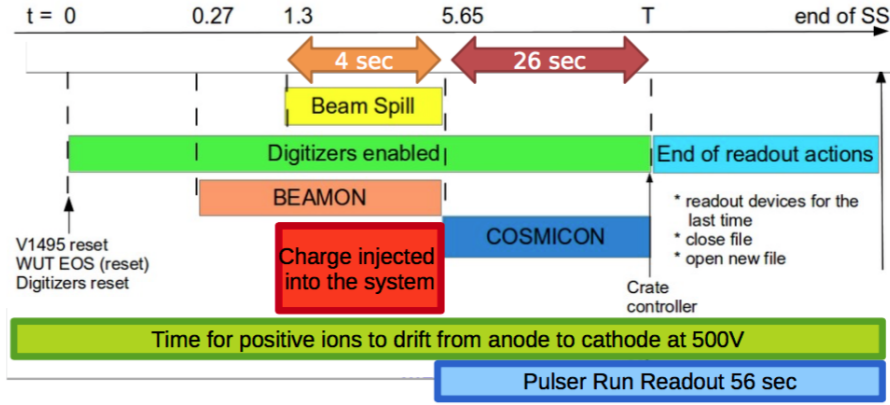 t = 0 0.27 1.3 5.65 T end of SS
4 sec 26 sec
Beam Spill
Digitizers enabled End of readout actions
BEAMON
* readout devices for the
last time
* close file
* open new file
COSMICON
V1495 reset
WUT EOS (reset)
Digitizers reset
Charge injected
into the system
Crate
controller
Time for positive ions to drift from anode to cathode at 500V
Pulser Run Readout 56 sec